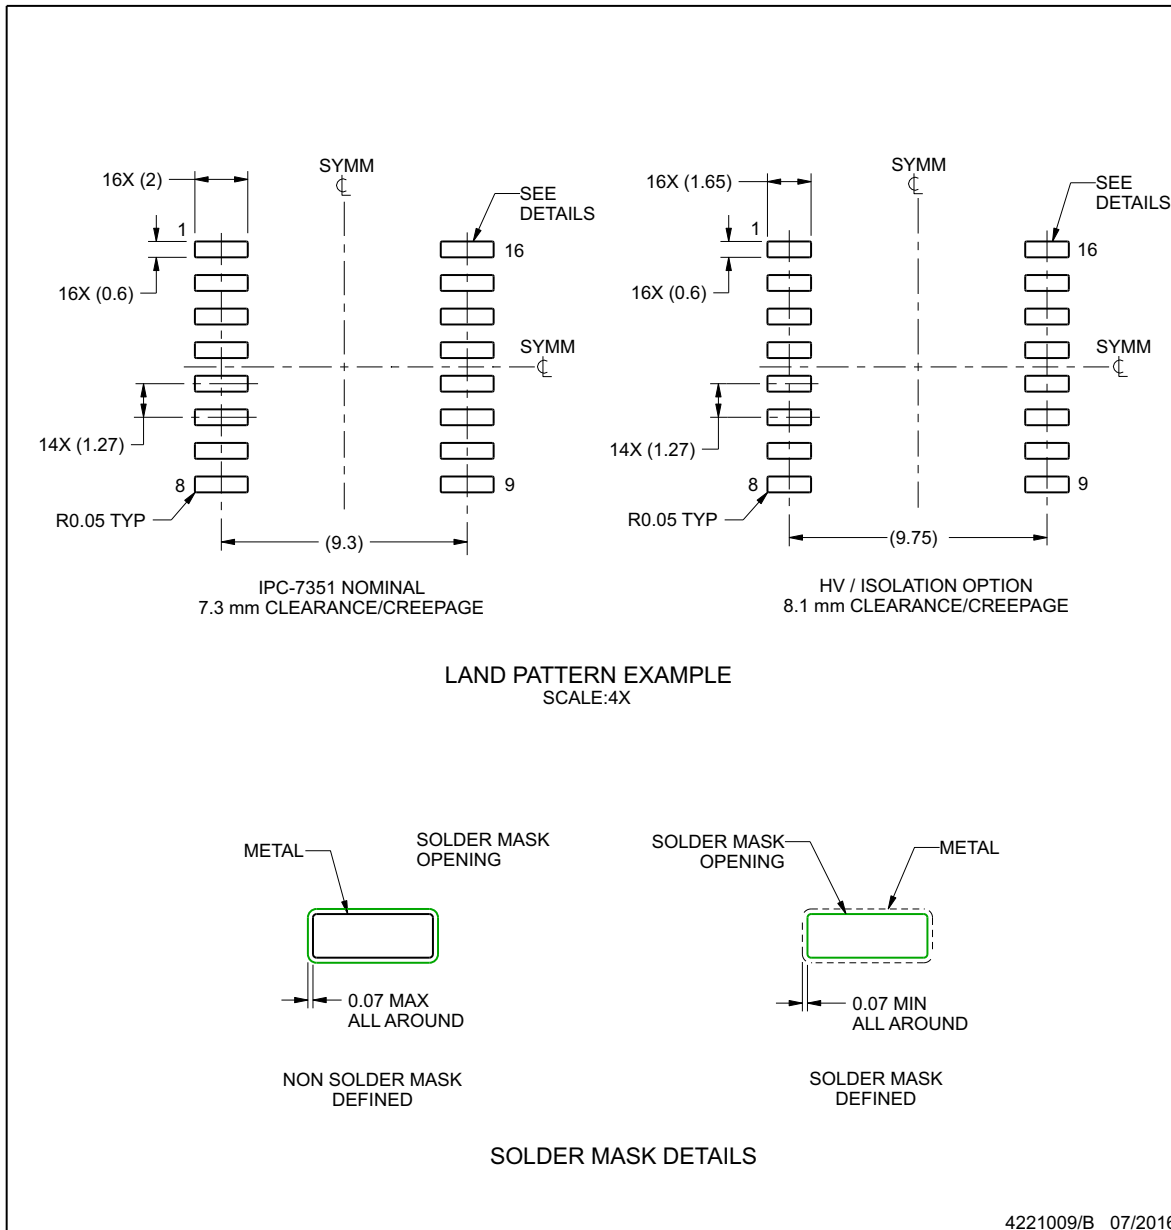 SYMM
16X (2)
SEE
DETAILS
1
16
16X (0.6)
SYMM
14X (1.27)
8
9
R0.05 TYP
(9.3)
IPC-7351 NOMINAL
7.3 mm CLEARANCE/CREEPAGE
SYMM
16X (1.65)
SEE
DETAILS
1
16
16X (0.6)
SYMM
14X (1.27)
8
9
R0.05 TYP
(9.75)
HV / ISOLATION OPTION
8.1 mm CLEARANCE/CREEPAGE
LAND PATTERN EXAMPLE
SCALE:4X
METAL
SOLDER MASK
OPENING
0.07 MAX
ALL AROUND
NON SOLDER MASK
DEFINED
SOLDER MASK
OPENING
METAL
0.07 MIN
ALL AROUND
SOLDER MASK
DEFINED
SOLDER MASK DETAILS
4221009/B 07/2016